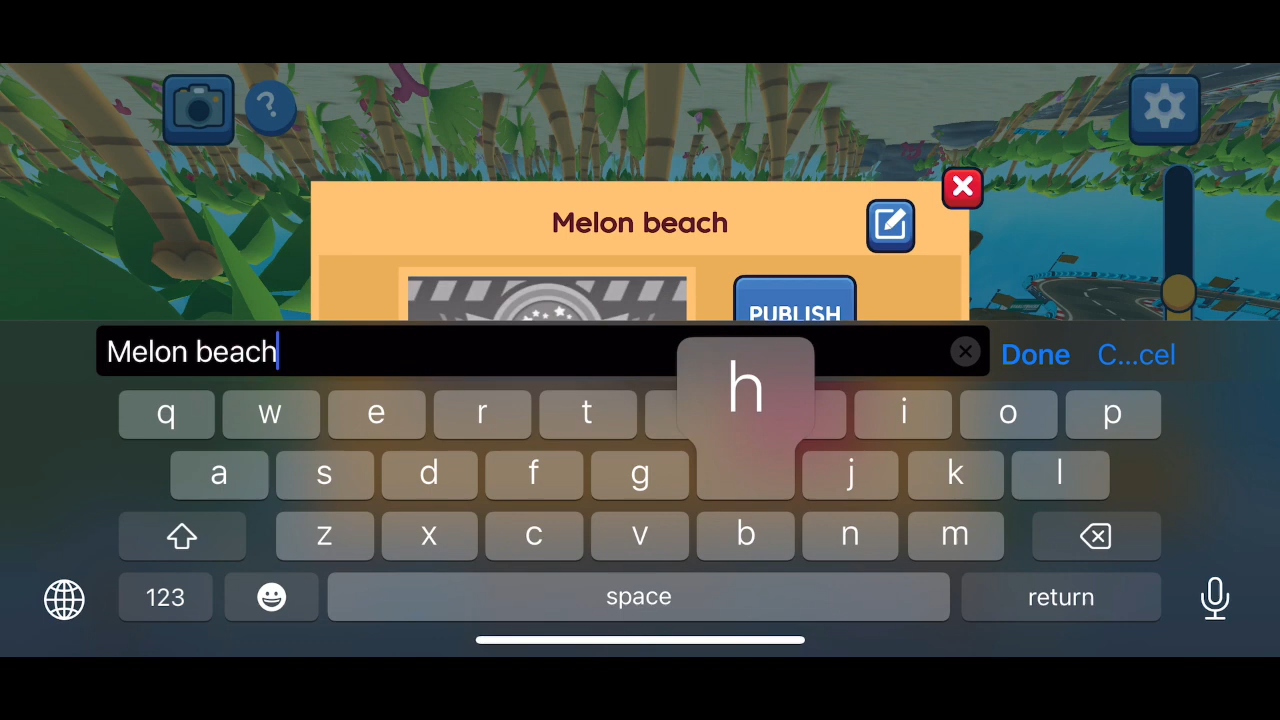 ?
Melon beach
PUBLISH
Melon beach
Done C...cel
h
q w e r t i o p
a s d f g j k l
z x c v b n m
123 space return